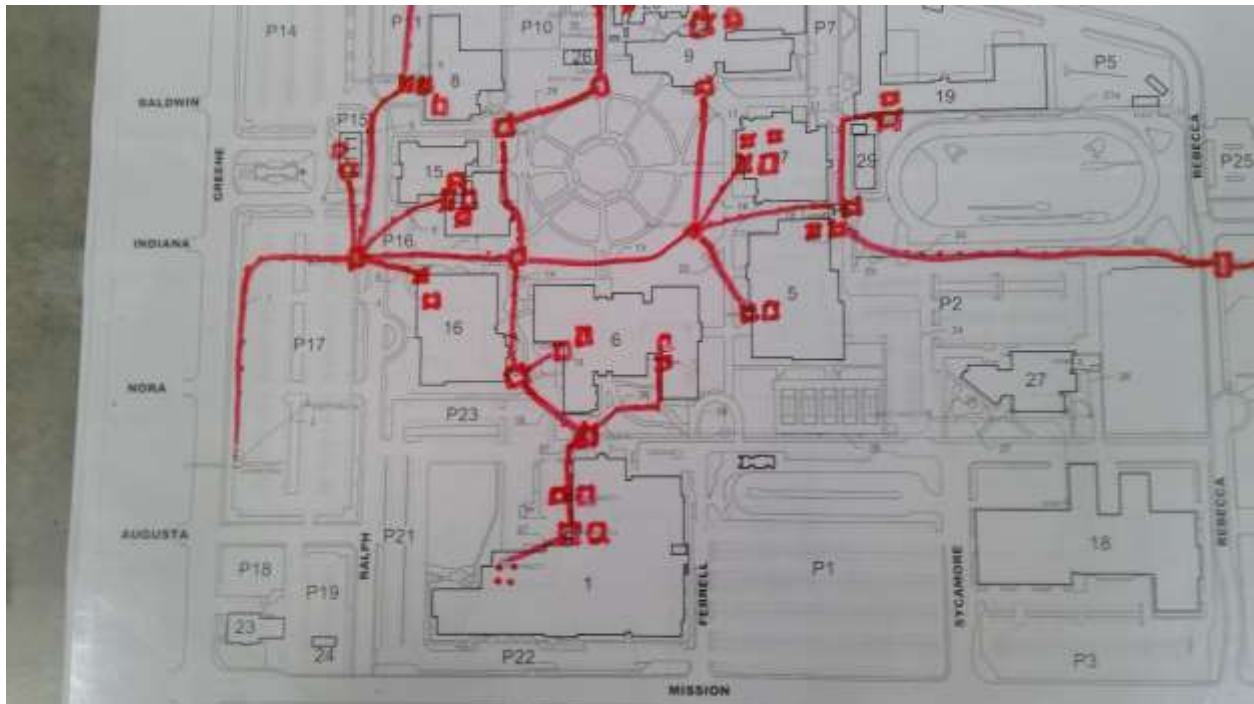 P14
P11
P10
P7
9
P5
26
8
BALDWIN
19
P15
GREENE
15
7
29
REBECCA
P25
INDIANA
P16
5
P2
16
6
P17
27
NORA
P23
AUGUSTA
RALPH
P21
P18
P19
23
24
1
FERRELL
P1
SYCAMORE
18
REBECCA
P22
P3
MISSION